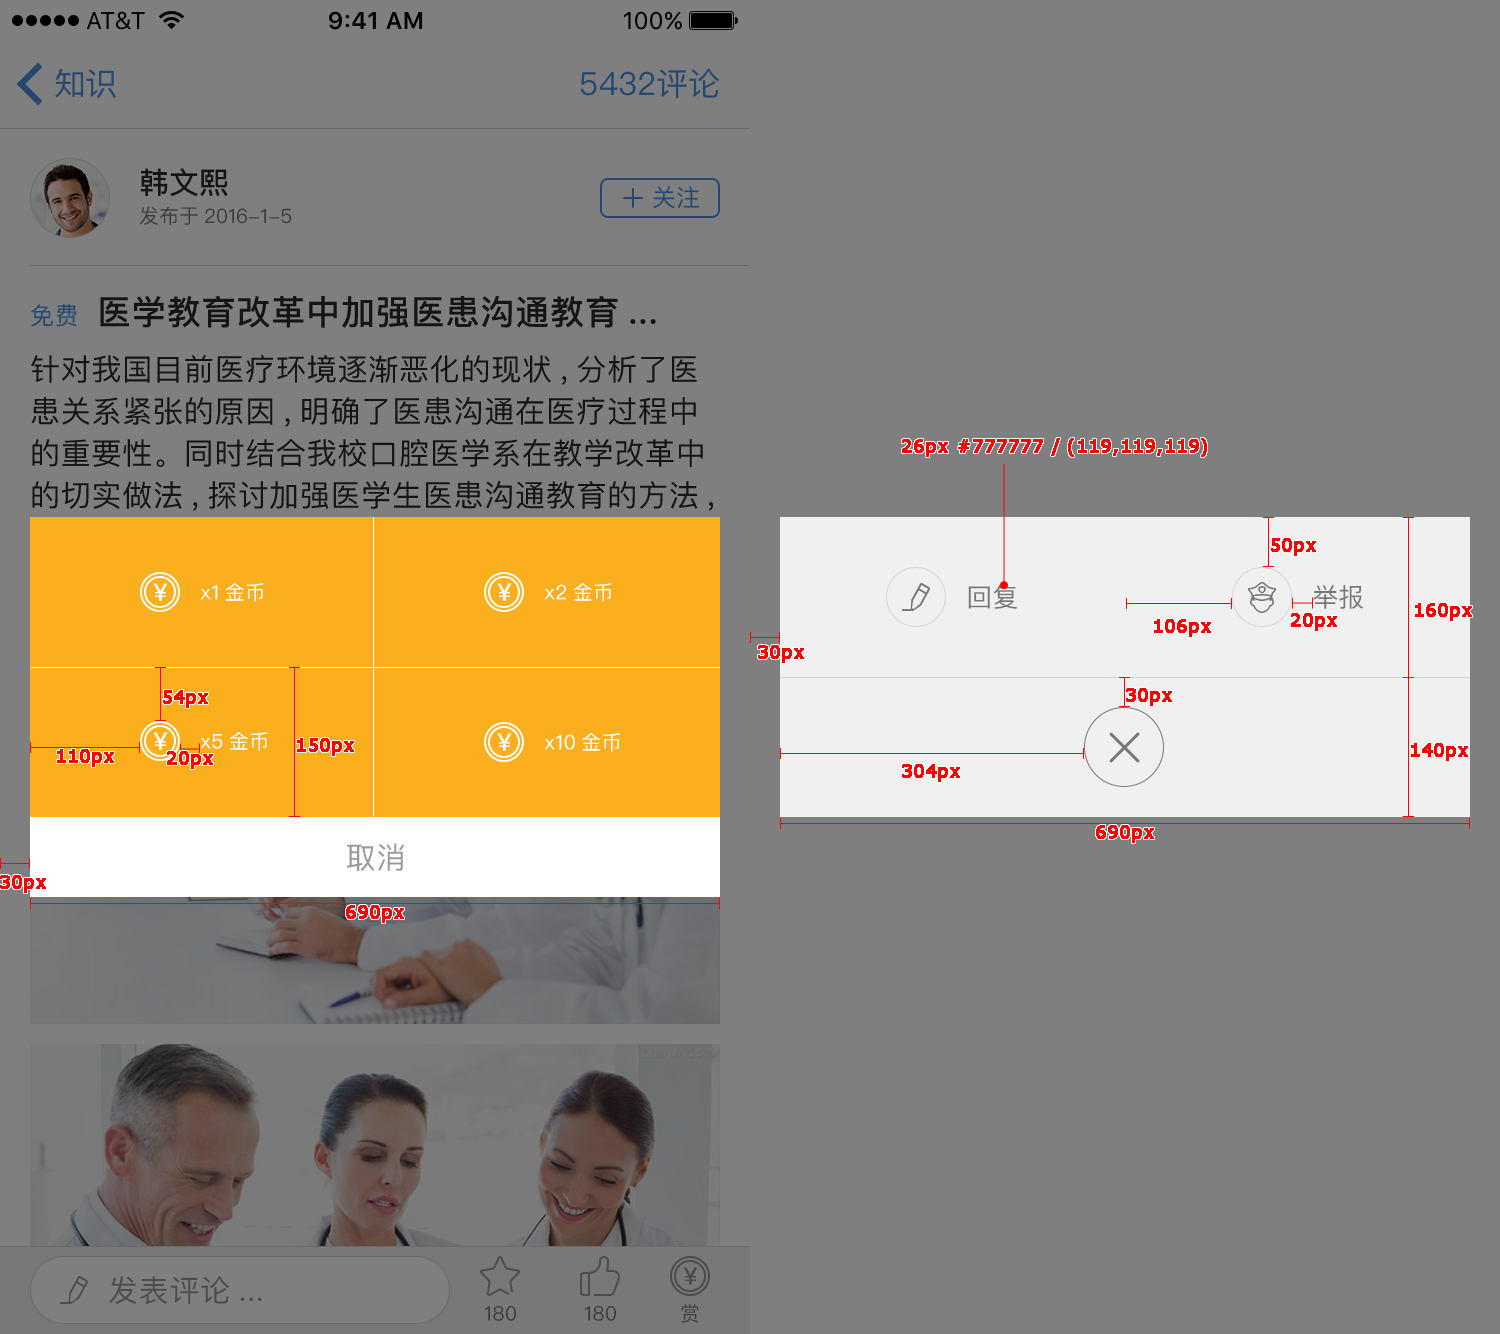 AT&T 9:41 AM 100%
知识 5432评论
韩文熙
发布于 2016-1-5
+ 关注
免费 医学教育改革中加强医患沟通教育 ...
针对我国目前医疗环境逐渐恶化的现状 , 分析了医
患关系紧张的原因 , 明确了医患沟通在医疗过程中
的重要性。同时结合我校口腔医学系在教学改革中
的切实做法 , 探讨加强医学生医患沟通教育的方法 ,
¥ x1 金币 ¥ x2 金币
54px
¥ x5 金币 ¥ x10 金币
110px 20px 150px
取消
30px
690px
发表评论 ...
180 180 ¥ 赏
26px #777777 / (119,119,119)
50px
回复 举报
106px 20px 160px
30px
30px
304px 140px
690px